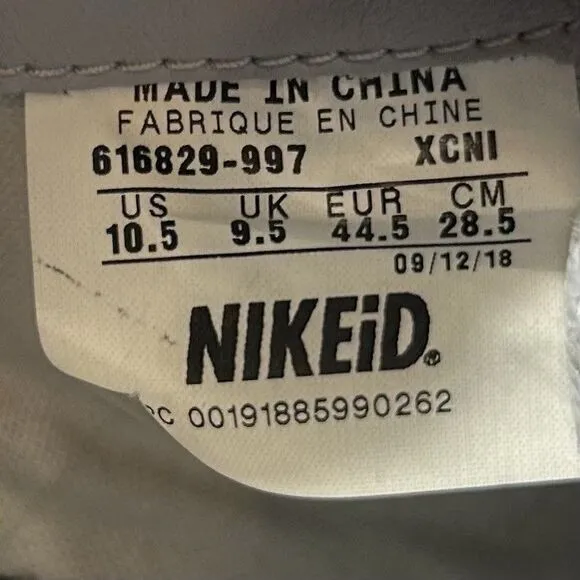 MADE IN CHINA
FABRIQUE EN CHINE
616829-997 XCNI
US UK EUR CM
10.5 9.5 44.5 28.5
09/12/18
NIKEiD.
00191885990262